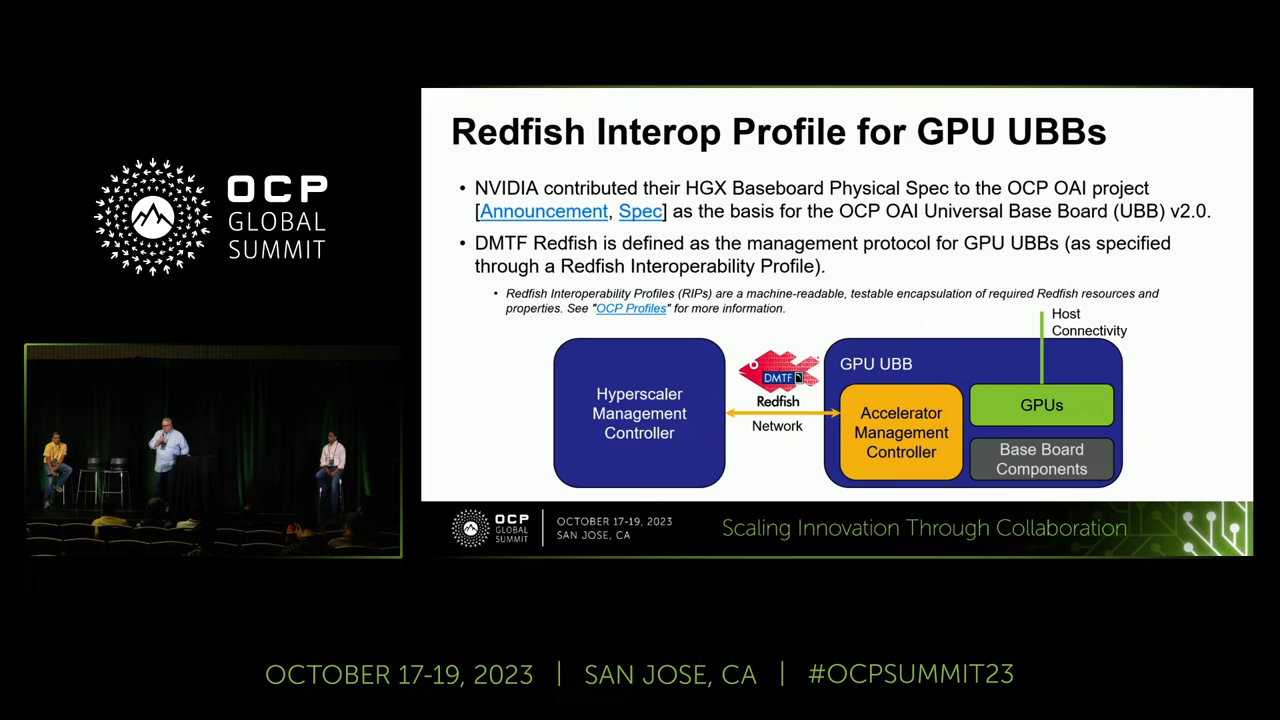 OCP
GLOBAL
SUMMIT
Redfish Interop Profile for GPU UBBs
• NVIDIA contributed their HGX Baseboard Physical Spec to the OCP OAI project
[Announcement, Spec] as the basis for the OCP OAI Universal Base Board (UBB) v2.0.
• DMTF Redfish is defined as the management protocol for GPU UBBs (as specified
through a Redfish Interoperability Profile).
• Redfish Interoperability Profiles (RIPs) are a machine-readable, testable encapsulation of required Redfish resources and
properties. See "OCP Profiles" for more information.
Host
Connectivity
Hyperscaler
Management
Controller
DMTF
Redfish
Network
GPU UBB
Accelerator
Management
Controller
GPUs
Base Board
Components
OCP
GLOBAL
SUMMIT
OCTOBER 17-19, 2023
SAN JOSE, CA
Scaling Innovation Through Collaboration
OCTOBER 17-19, 2023 | SAN JOSE, CA | #OCPSUMMIT23